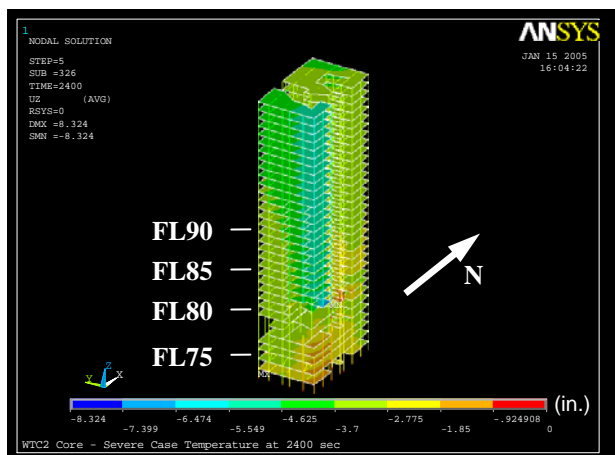 1
NODAL SOLUTION
STEP=5
SUB =326
TIME=2400
UZ (AVG)
RSYS=0
DMX =8.324
SMN =-8.324
ANSYS
JAN 15 2005
16:04:22
FL90
FL85
FL80
FL75
N
MX
Z
Y X
(in.)
-8.324 -6.474 -4.625 -2.775 -.924908
-7.399 -5.549 -3.7 -1.85 0
WTC2 Core - Severe Case Temperature at 2400 sec